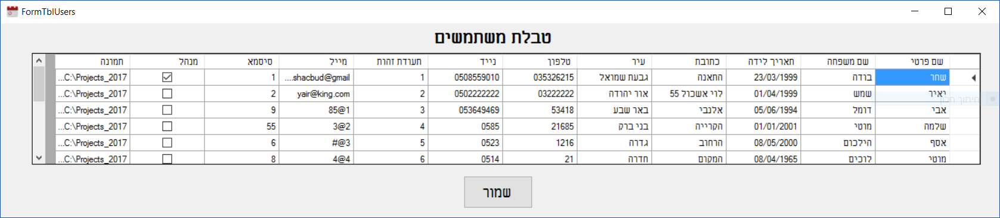 FormTblUsers
טבלת משתמשים
שם פרטי שם משפחה תאריך לידה כתובת עיר טלפון נייד תעודת זהות מייל סיסמא מנהל תמונה
שחר בודה 23/03/1999 התאנה גבעת שמואל 035326215 0508559010 1 shacbud@gmail.... 1 C:\Projects_2017...
יאיר שמש 01/04/1999 לוי אשכול 55 אור יהודה 03222222 0502222222 2 yair@king.com 2 C:\Projects_2017...
חיתוך חלון
אבי דומל 05/06/1994 אלנבי באר שבע 53418 053649469 3 85@1 9 C:\Projects_2017...
שלמה מוטי 01/01/2001 הקרייה בני ברק 21685 0585 4 3@2 55 C:\Projects_2017...
אסף הילכום 08/05/2000 הרחוב גדרה 1216 0523 5 #@3 6 C:\Projects_2017...
מוטי לוכים 08/04/1965 המקום חדרה 21 0514 6 4@4 8 C:\Projects_2017...
שמור